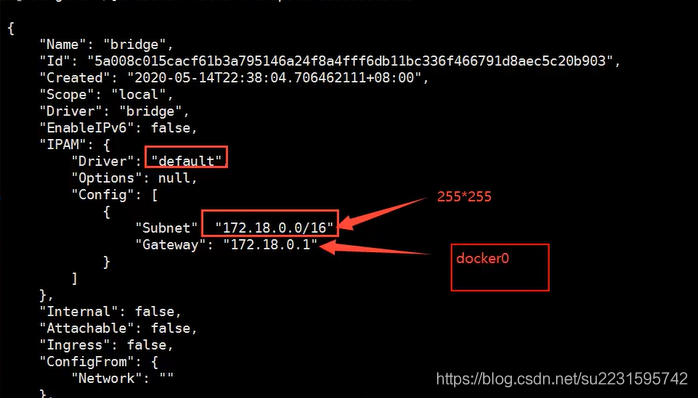 {
"Name": "bridge",
"Id": "5a008c015cacf61b3a795146a24f8a4fff6db11bc336f466791d8aec5c20b903",
"Created": "2020-05-14T22:38:04.706462111+08:00",
"Scope": "local",
"Driver": "bridge",
"EnableIPv6": false,
"IPAM": {
"Driver": "default",
"Options": null,
"Config": [
{
"Subnet" "172.18.0.0/16"
"Gateway": "172.18.0.1"
}
]
},
"Internal": false,
"Attachable": false,
"Ingress": false,
"ConfigFrom": {
"Network": ""
},
255*255
docker0
https://blog.csdn.net/su2231595742